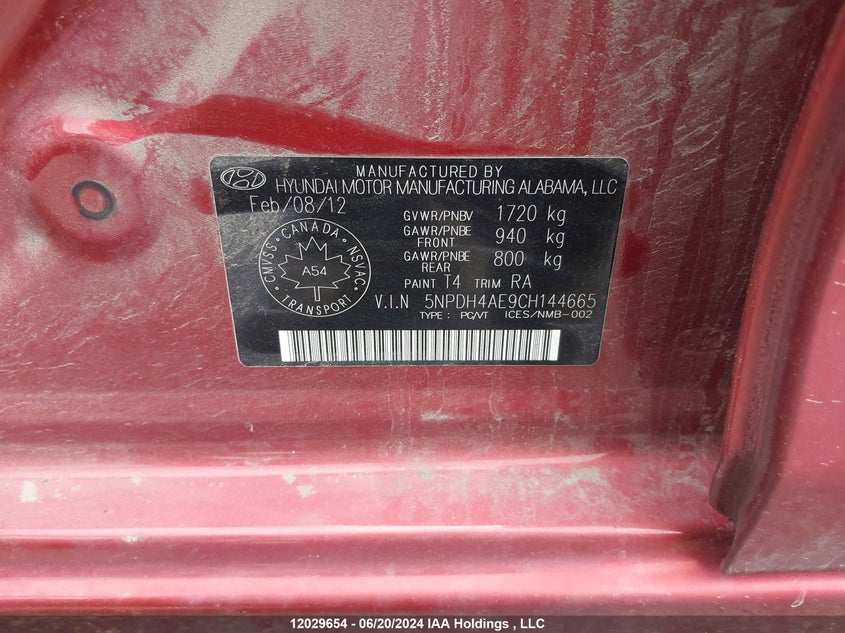 MANUFACTURED BY
HYUNDAI MOTOR MANUFACTURING ALABAMA, LLC
Feb/08/12
GVWR/PNBV 1720 kg
GAWR/PNBE FRONT 940 kg
GAWR/PNBE REAR 800 kg
CANADA
CMVSS NSVAC
A54
TRANSPORT
PAINT T4 TRIM RA
V.I.N 5NPDH4AE9CH144665
TYPE : PC/VT ICES/NMB-002
12029654 - 06/20/2024 IAA Holdings , LLC